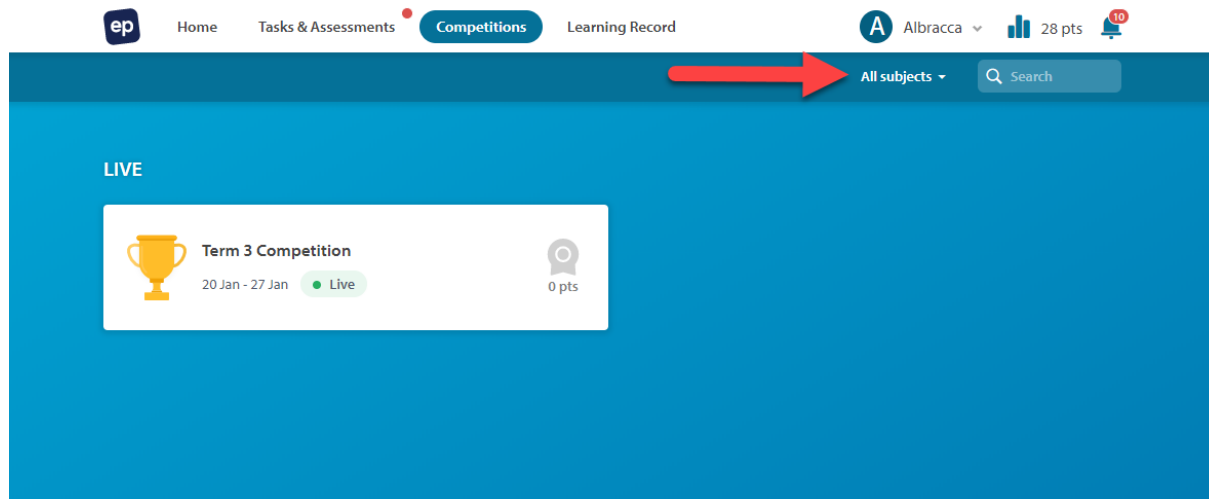 ep Home Tasks & Assessments Competitions Learning Record A Albracca 28 pts 10
All subjects Search
LIVE
Term 3 Competition
20 Jan - 27 Jan Live 0 pts